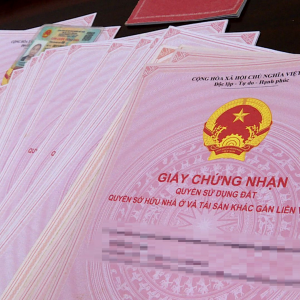 CỘNG HÒA XÃ HỘI CHỦ NGHĨA VIỆ
Độc lập - Tự do - Hạnh phúc
GIẤY CHỨNG NHẬN
QUYỀN SỬ DỤNG ĐẤT
QUYỀN SỞ HỮU NHÀ Ở VÀ TÀI SẢN KHÁC GẮN LIỀN V